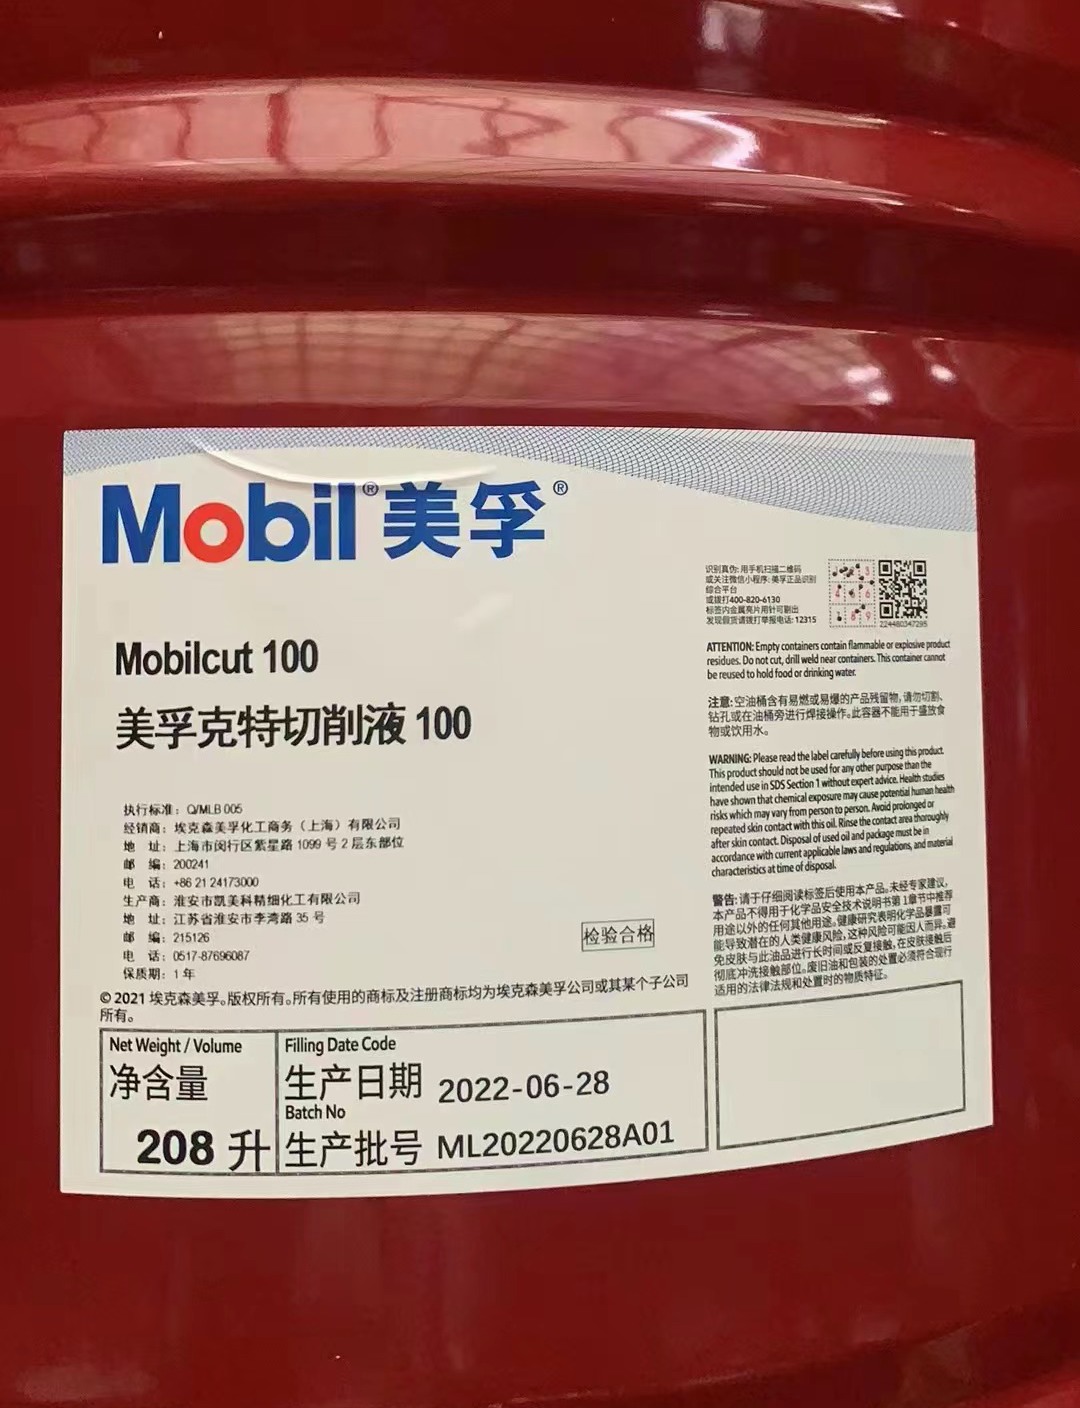 Mobil®美孚®
Mobilcut 100
美孚克特切削液 100
执行标准：Q/MLB 005
经销商：埃克森美孚化工商务（上海）有限公司
地 址：上海市闵行区紫星路 1099 号 2 层东部位
邮 编：200241
电 话：+86 21 24173000
生产商：淮安市凯美科精细化工有限公司
地 址：江苏省淮安市李湾路 35 号
邮 编：215126
电 话：0517-87696087
保质期：1 年
检验合格
© 2021 埃克森美孚。版权所有。所有使用的商标及注册商标均为埃克森美孚公司或其某个子公司
所有。
Net Weight / Volume
净含量
208 升
Filling Date Code
生产日期 2022-06-28
Batch No
生产批号 ML20220628A01
识别真伪: 用手机扫描二维码
或关注微信小程序: 美孚正品识别
综合平台
或拨打400-820-6130
标签内金属亮片用针可剔出
发现假货请拨打举报电话: 12315
224480347295
ATTENTION: Empty containers contain flammable or explosive product
residues. Do not cut, drill weld near containers. This container cannot
be reused to hold food or drinking water.
注意: 空油桶含有易燃或易爆的产品残留物, 请勿切割、
钻孔或在油桶旁进行焊接操作。此容器不能用于盛放食
物或饮用水。
WARNING: Please read the label carefully before using this product.
This product should not be used for any other purpose than the
intended use in SDS Section 1 without expert advice. Health studies
have shown that chemical exposure may cause potential human health
risks which may vary from person to person. Avoid prolonged or
repeated skin contact with this oil. Rinse the contact area thoroughly
after skin contact. Disposal of used oil and package must be in
accordance with current applicable laws and regulations, and material
characteristics at time of disposal.
警告: 请于仔细阅读标签后使用本产品。未经专家建议,
本产品不得用于化学品安全技术说明书第 1 章节中推荐
用途以外的任何其他用途。健康研究表明化学品暴露可
能导致潜在的人类健康风险, 这种风险可能因人而异。避
免皮肤与此油品进行长时间或反复接触, 在皮肤接触后
彻底冲洗接触部位。废旧油和包装的处置必须符合现行
适用的法律法规和处置时的物质特征。